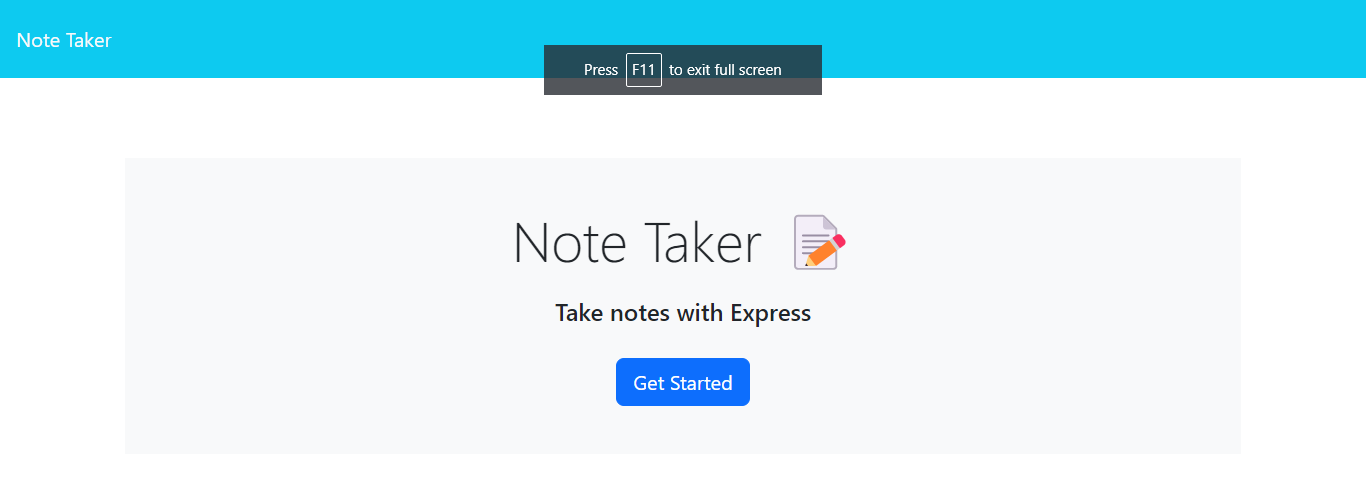 Note Taker
Press F11 to exit full screen
Note Taker
Take notes with Express
Get Started